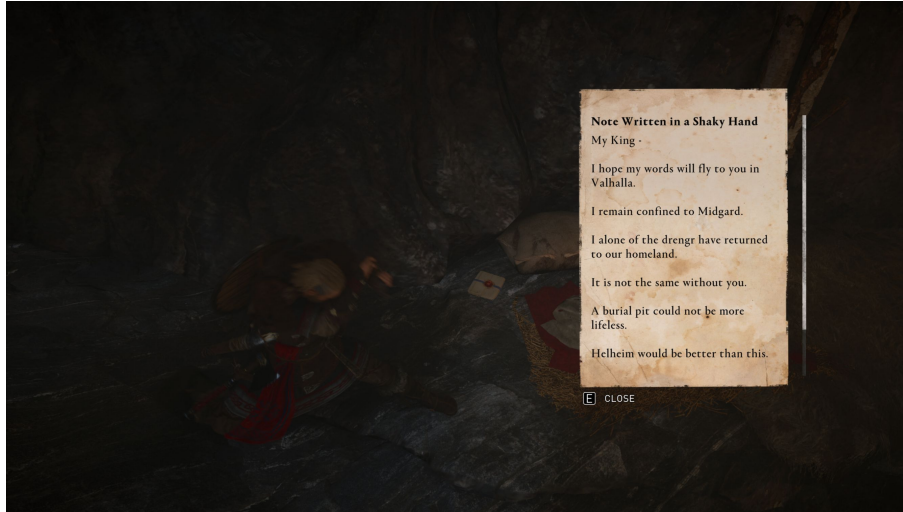 Note Written in a Shaky Hand
My King -
I hope my words will fly to you in
Valhalla.
I remain confined to Midgard.
I alone of the drengr have returned
to our homeland.
It is not the same without you.
A burial pit could not be more
lifeless.
Helheim would be better than this.
E CLOSE